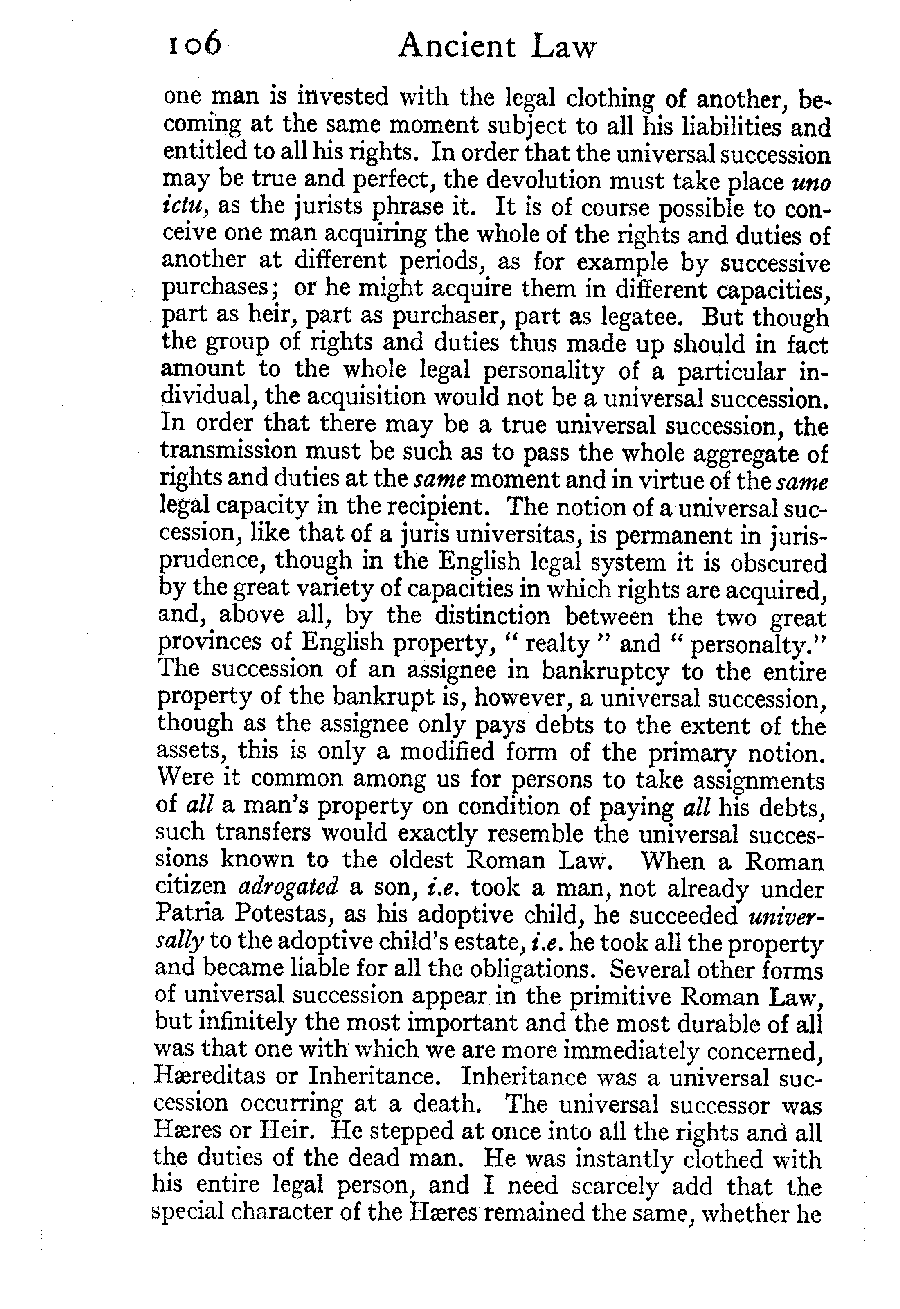 106 Ancient Law
one man is invested with the legal clothing of another, be-
coming at the same moment subject to all his liabilities and
entitled to all his rights. In order that the universal succession
may be true and perfect, the devolution must take place uno
ictu, as the jurists phrase it. It is of course possible to con-
ceive one man acquiring the whole of the rights and duties of
another at different periods, as for example by successive
purchases; or he might acquire them in different capacities,
part as heir, part as purchaser, part as legatee. But though
the group of rights and duties thus made up should in fact
amount to the whole legal personality of a particular in-
dividual, the acquisition would not be a universal succession.
In order that there may be a true universal succession, the
transmission must be such as to pass the whole aggregate of
rights and duties at the same moment and in virtue of the same
legal capacity in the recipient. The notion of a universal suc-
cession, like that of a juris universitas, is permanent in juris-
prudence, though in the English legal system it is obscured
by the great variety of capacities in which rights are acquired,
and, above all, by the distinction between the two great
provinces of English property, “ realty ” and “ personalty.”
The succession of an assignee in bankruptcy to the entire
property of the bankrupt is, however, a universal succession,
though as the assignee only pays debts to the extent of the
assets, this is only a modified form of the primary notion.
Were it common among us for persons to take assignments
of all a man's property on condition of paying all his debts,
such transfers would exactly resemble the universal succes-
sions known to the oldest Roman Law. When a Roman
citizen adrogated a son, i.e. took a man, not already under
Patria Potestas, as his adoptive child, he succeeded univer-
sally to the adoptive child's estate, i.e. he took all the property
and became liable for all the obligations. Several other forms
of universal succession appear in the primitive Roman Law,
but infinitely the most important and the most durable of all
was that one with which we are more immediately concerned,
Hæreditas or Inheritance. Inheritance was a universal suc-
cession occurring at a death. The universal successor was
Hæres or Heir. He stepped at once into all the rights and all
the duties of the dead man. He was instantly clothed with
his entire legal person, and I need scarcely add that the
special character of the Hæres remained the same, whether he